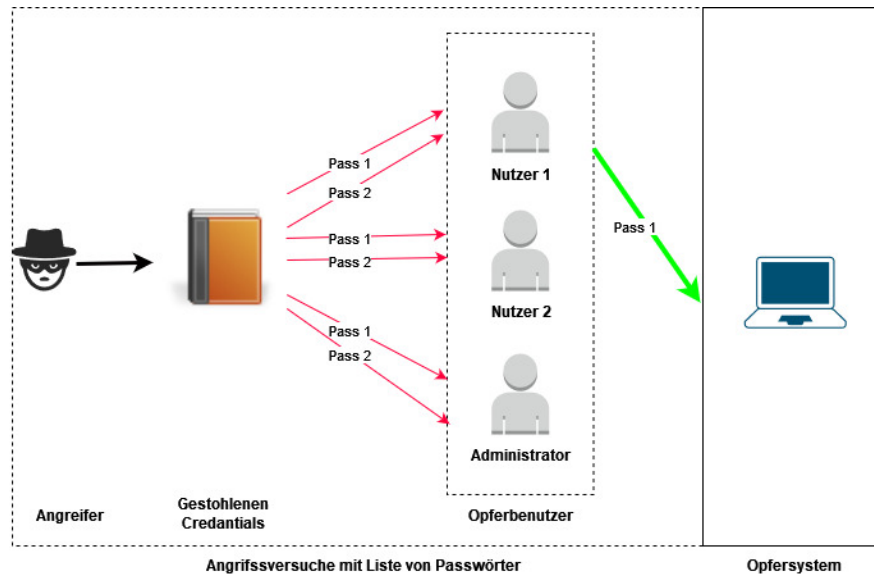 Pass 1
Pass 2
Nutzer 1
Pass 1
Pass 2
Nutzer 2
Pass 1
Pass 2
Administrator
Pass 1
Angreifer
Gestohlenen
Credantials
Opferbenutzer
Angrifssversuche mit Liste von Passwörter
Opfersystem